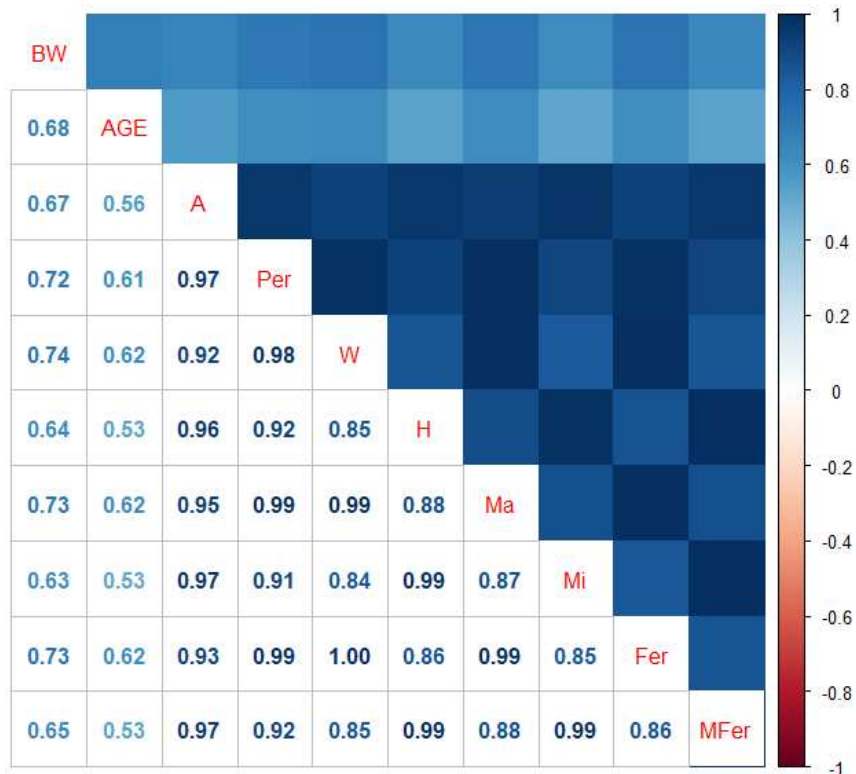 BW
0.68 AGE
0.67 0.56 A
0.72 0.61 0.97 Per
0.74 0.62 0.92 0.98 W
0.64 0.53 0.96 0.92 0.85 H
0.73 0.62 0.95 0.99 0.99 0.88 Ma
0.63 0.53 0.97 0.91 0.84 0.99 0.87 Mi
0.73 0.62 0.93 0.99 1.00 0.86 0.99 0.85 Fer
0.65 0.53 0.97 0.92 0.85 0.99 0.88 0.99 0.86 MFer
1
0.8
0.6
0.4
0.2
0
-0.2
-0.4
-0.6
-0.8
-1